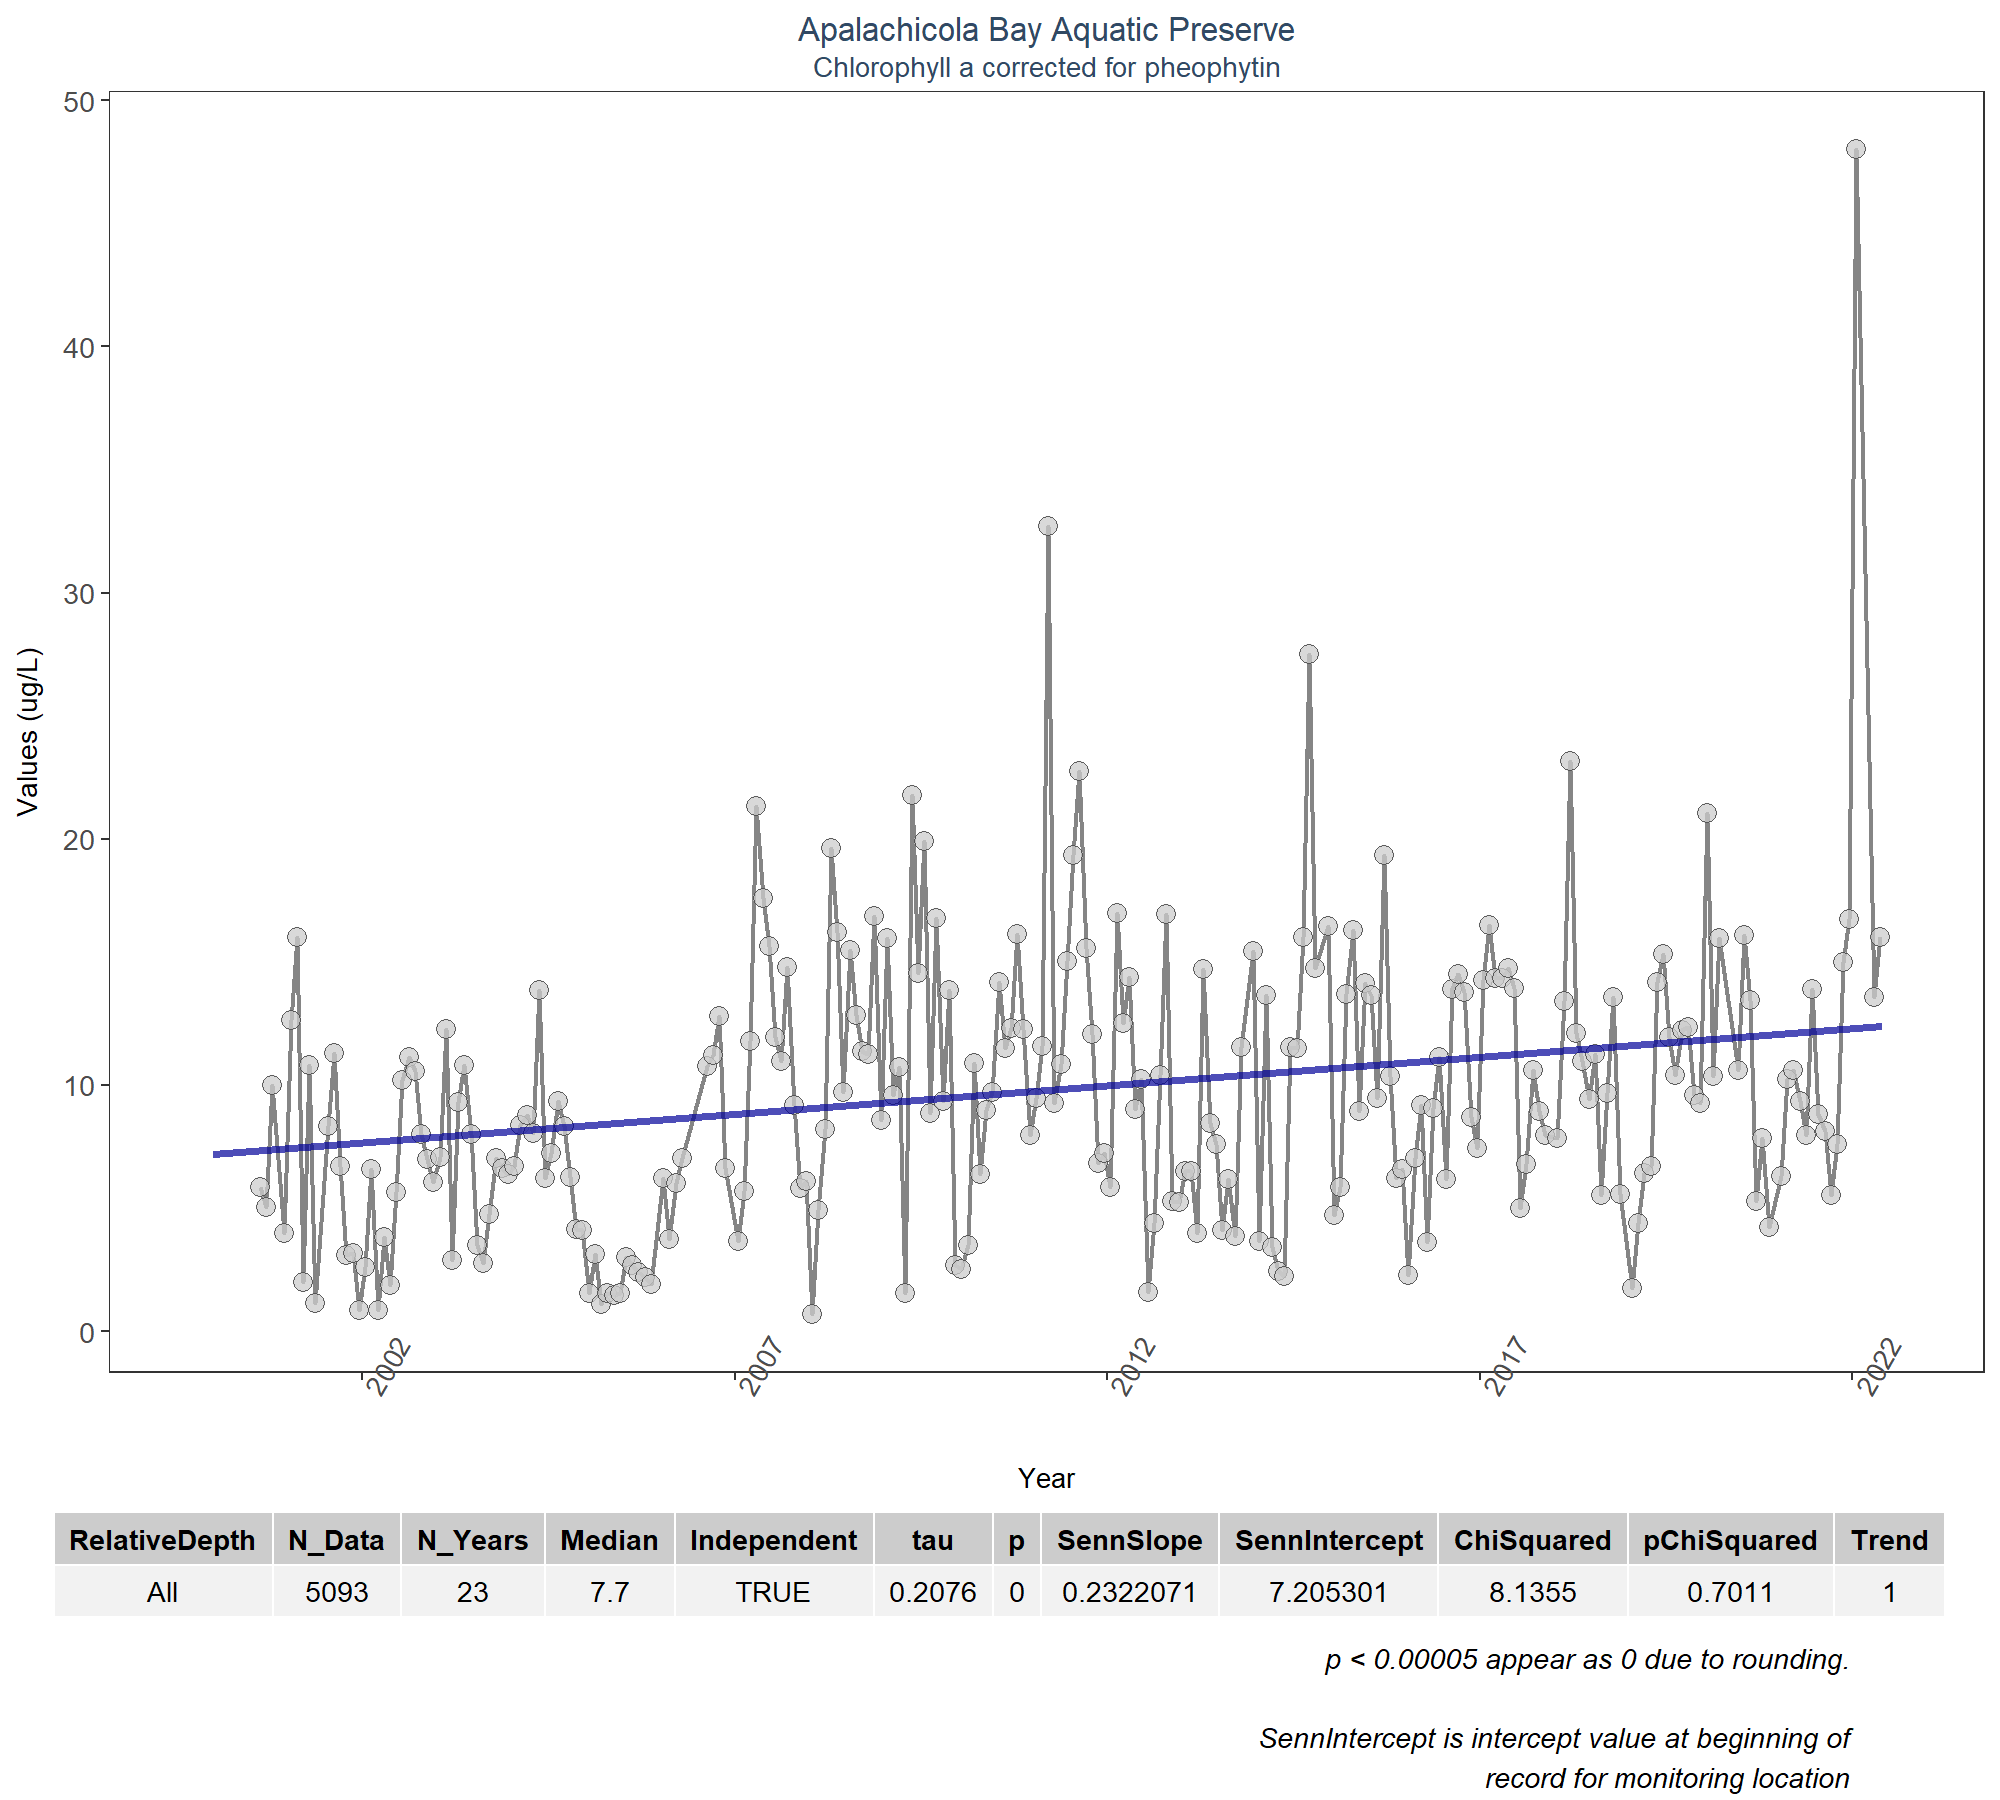 Apalachicola Bay Aquatic Preserve
Chlorophyll a corrected for pheophytin
50
40
30
20
10
0
Values (ug/L)
2002 2007 2012 2017 2022
Year
RelativeDepth N_Data N_Years Median Independent tau p SennSlope SennIntercept ChiSquared pChiSquared Trend
All 5093 23 7.7 TRUE 0.2076 0 0.2322071 7.205301 8.1355 0.7011 1
p < 0.00005 appear as 0 due to rounding.
SennIntercept is intercept value at beginning of
record for monitoring location